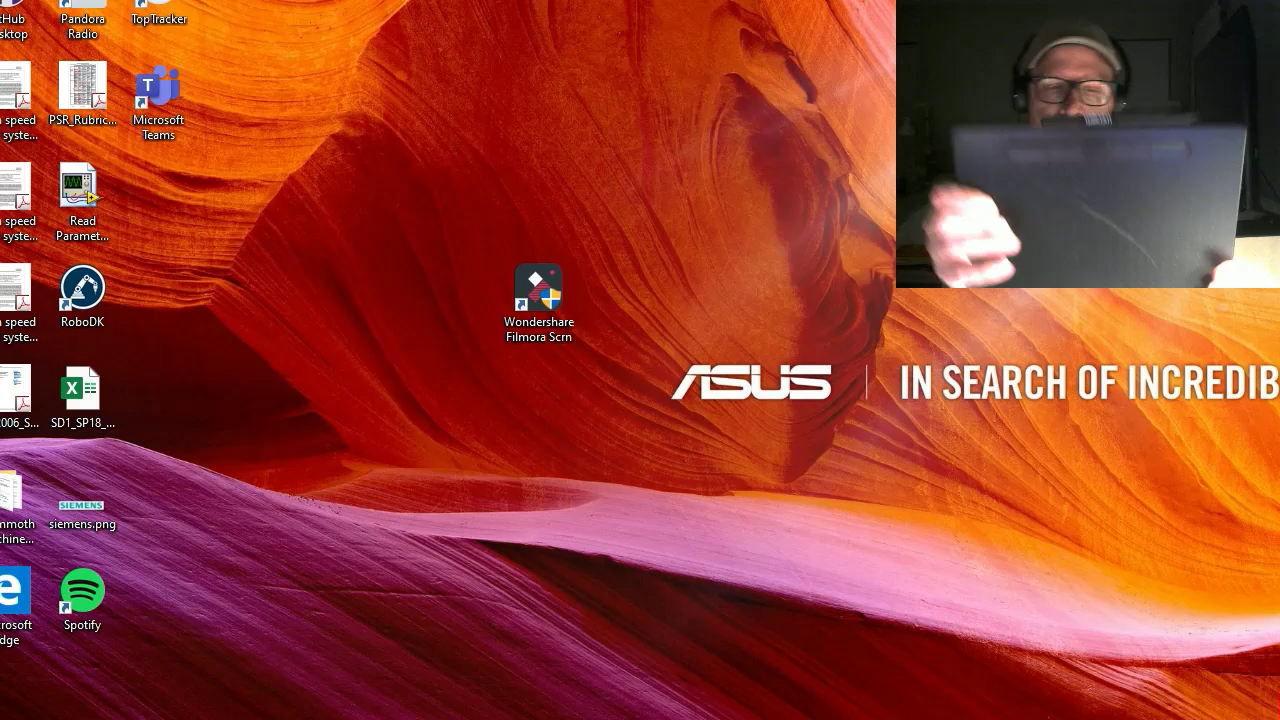 tHub
sktop
Pandora
Radio
TopTracker
speed
syste...
PSR_Rubric...
T
Microsoft
Teams
speed
syste...
Read
Paramet...
speed
syste...
RoboDK
Wondershare
Filmora Scrn
ASUS | IN SEARCH OF INCREDIB
006_S...
X
SD1_SP18_...
mmoth
chine...
SIEMENS
siemens.png
e
rosoft
dge
Spotify